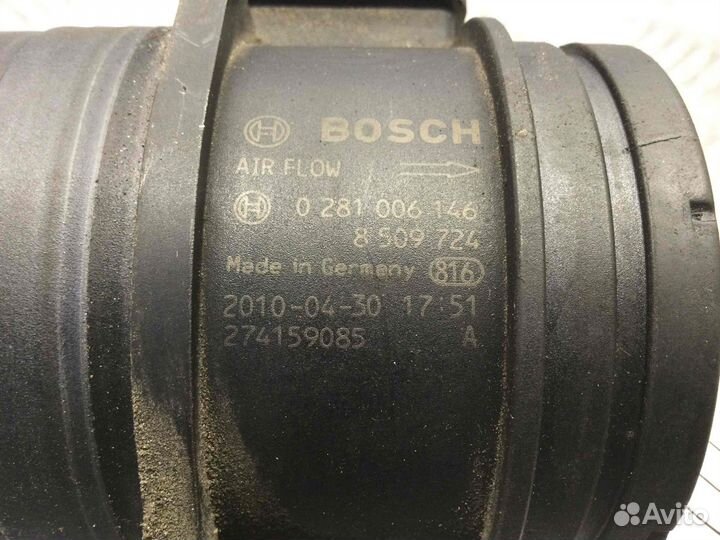 BOSCH
AIR FLOW
0 281 006 146
8 509 724
Made in Germany 816
2010-04-30 17:51
274159085 A
Avito